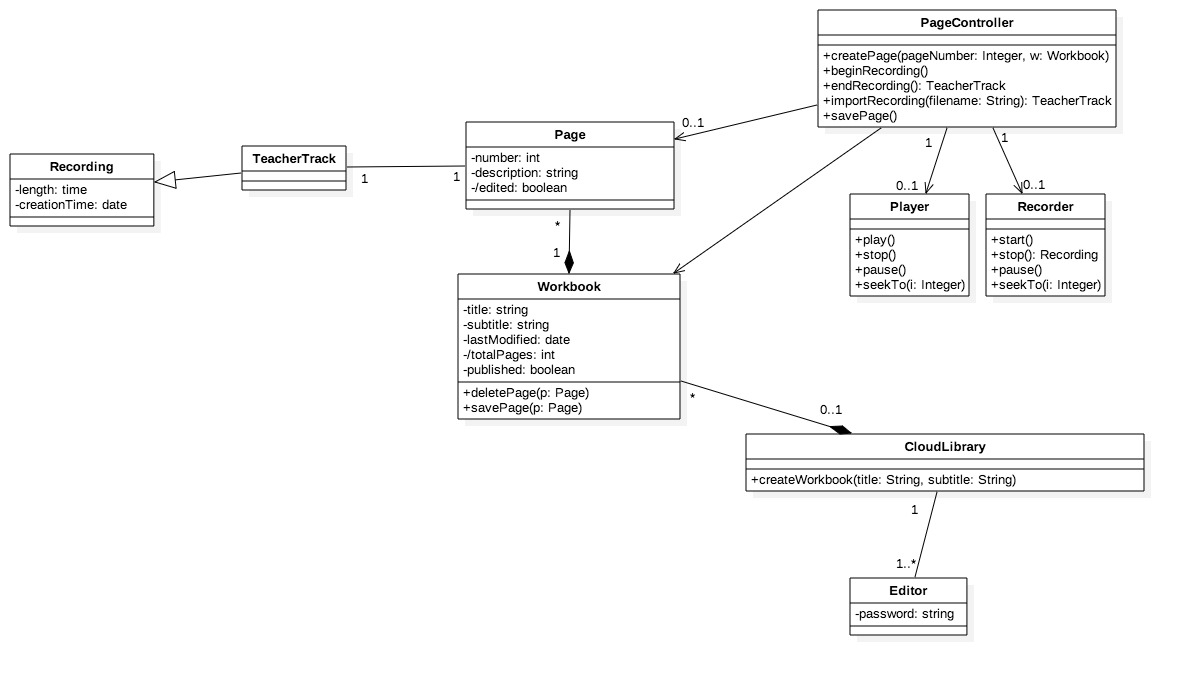 PageController
+createPage(pageNumber: Integer, w: Workbook)
+beginRecording()
+endRecording(): TeacherTrack
+importRecording(filename: String): TeacherTrack
+savePage()
0..1
Page
-number: int
-description: string
-/edited: boolean
TeacherTrack
Recording
-length: time
-creationTime: date
1
1
1
1
0..1
0..1
Player
+play()
+stop()
+pause()
+seekTo(i: Integer)
Recorder
+start()
+stop(): Recording
+pause()
+seekTo(i: Integer)
*
1
Workbook
-title: string
-subtitle: string
-lastModified: date
-/totalPages: int
-published: boolean
+deletePage(p: Page)
+savePage(p: Page)
*
0..1
CloudLibrary
+createWorkbook(title: String, subtitle: String)
1
1..*
Editor
-password: string